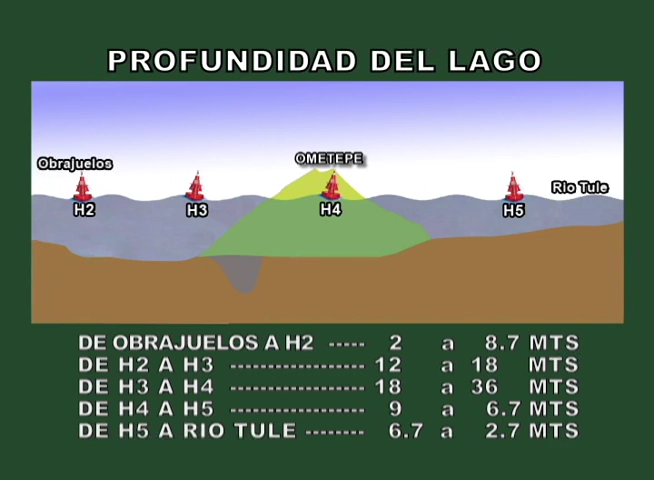 PROFUNDIDAD DEL LAGO
OMETEPE
Obrajuelos
Rio Tule
H2 H3 H4 H5
DE OBRAJUELOS A H2 ----- 2 a 8.7 MTS
DE H2 A H3 ------------------ 12 a 18 MTS
DE H3 A H4 ------------------ 18 a 36 MTS
DE H4 A H5 ------------------ 9 a 6.7 MTS
DE H5 A RIO TULE -------- 6.7 a 2.7 MTS